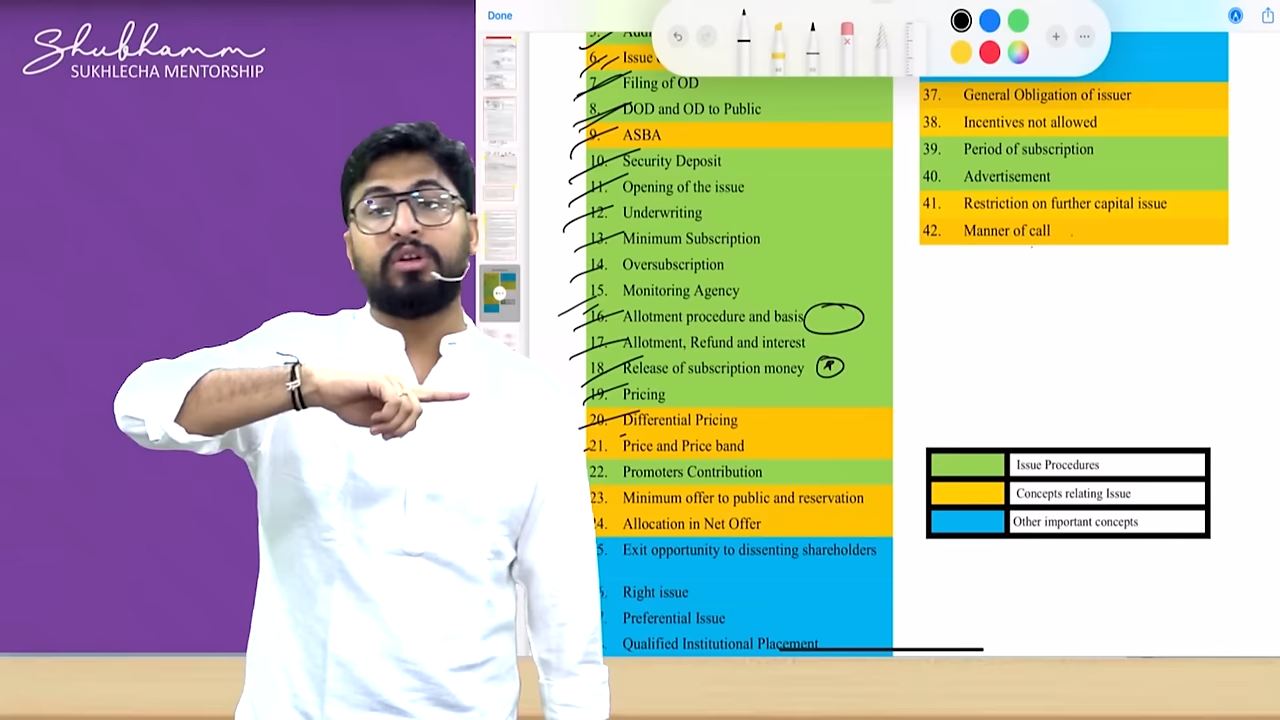 Shubhamm
SUKHLECHA MENTORSHIP
Done
5.
6. Issue
7. Filing of OD
8. DOD and OD to Public
9. ASBA
10. Security Deposit
11. Opening of the issue
12. Underwriting
13. Minimum Subscription
14. Oversubscription
15. Monitoring Agency
16. Allotment procedure and basis
17. Allotment, Refund and interest
18. Release of subscription money
19. Pricing
20. Differential Pricing
21. Price and Price band
22. Promoters Contribution
23. Minimum offer to public and reservation
24. Allocation in Net Offer
5. Exit opportunity to dissenting shareholders
Right issue
Preferential Issue
Qualified Institutional Placement
37. General Obligation of issuer
38. Incentives not allowed
39. Period of subscription
40. Advertisement
41. Restriction on further capital issue
42. Manner of call
Issue Procedures
Concepts relating Issue
Other important concepts